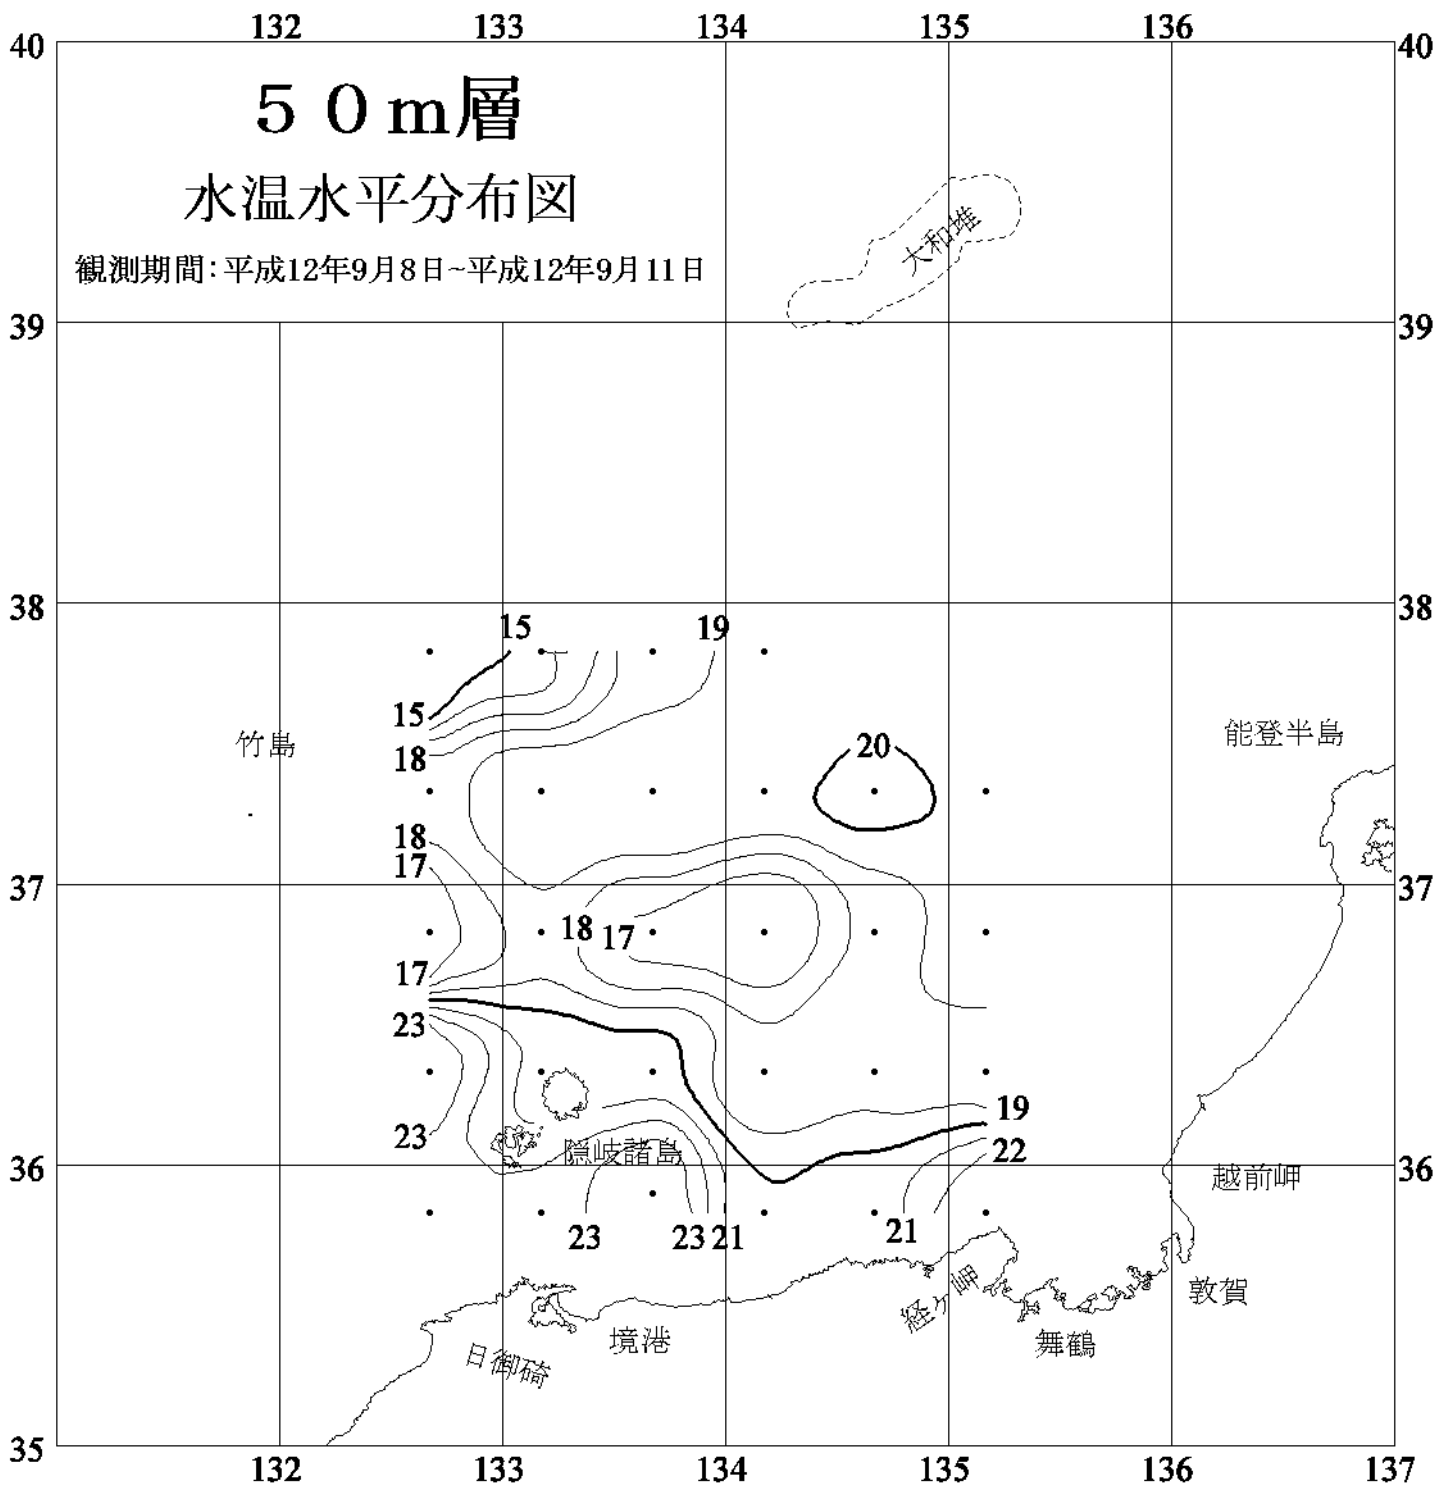 132 133 134 135 136
40 40
５０ｍ層
水温水平分布図
観測期間：平成12年9月8日~平成12年9月11日
大和堆
39 39
38 38
15 19
15
18
竹島
20
能登半島
18
17
37 37
18 17
17
23
23
19
22
隠岐諸島
36 36
越前岬
23 23 21 21
敦賀
経ヶ岬
境港
舞鶴
日御碕
35
132 133 134 135 136 137